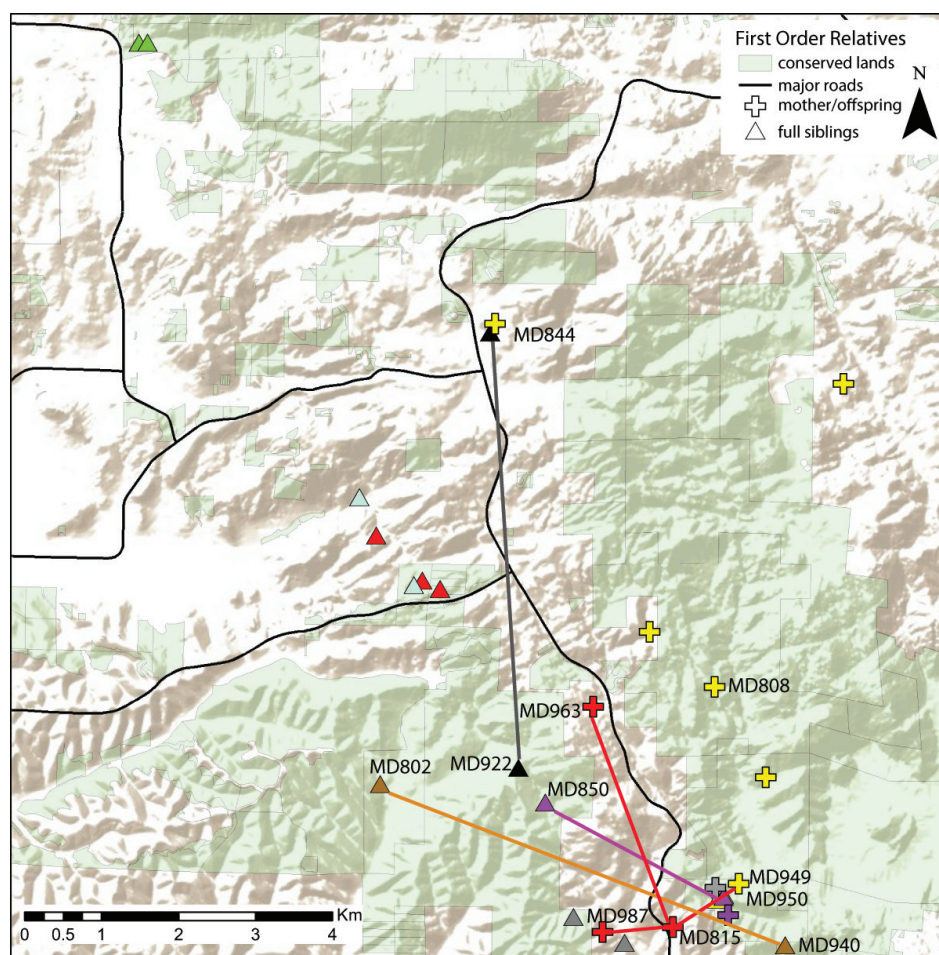 First Order Relatives
conserved lands
major roads
mother/offspring
full siblings
N
MD844
MD808
MD963
MD922
MD802
MD850
MD949
MD950
MD987
MD815
MD940
Km
0 0.5 1 2 3 4